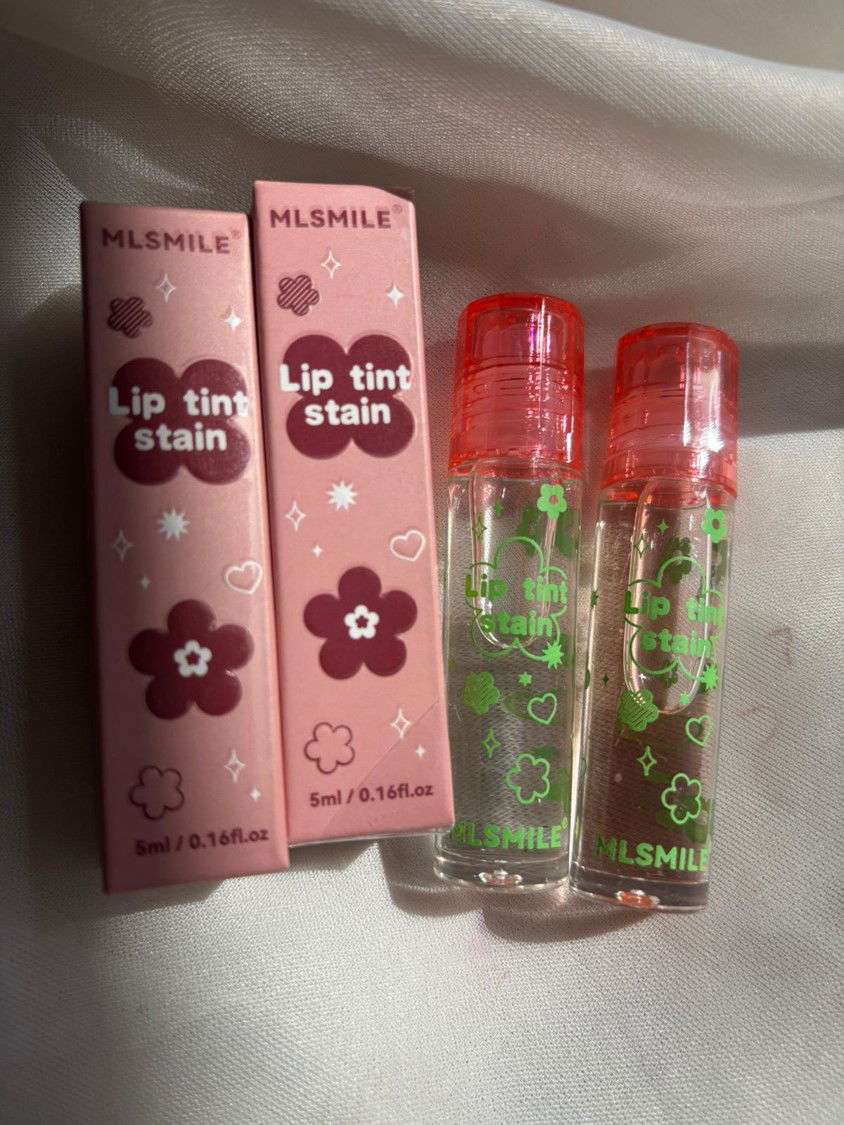 MLSMILE®
Lip tint
stain
5ml / 0.16fl.oz
MLSMILE®
Lip tint
stain
5ml / 0.16fl.oz
Lip tint
stain
MLSMILE®
Lip tint
stain
MLSMILE